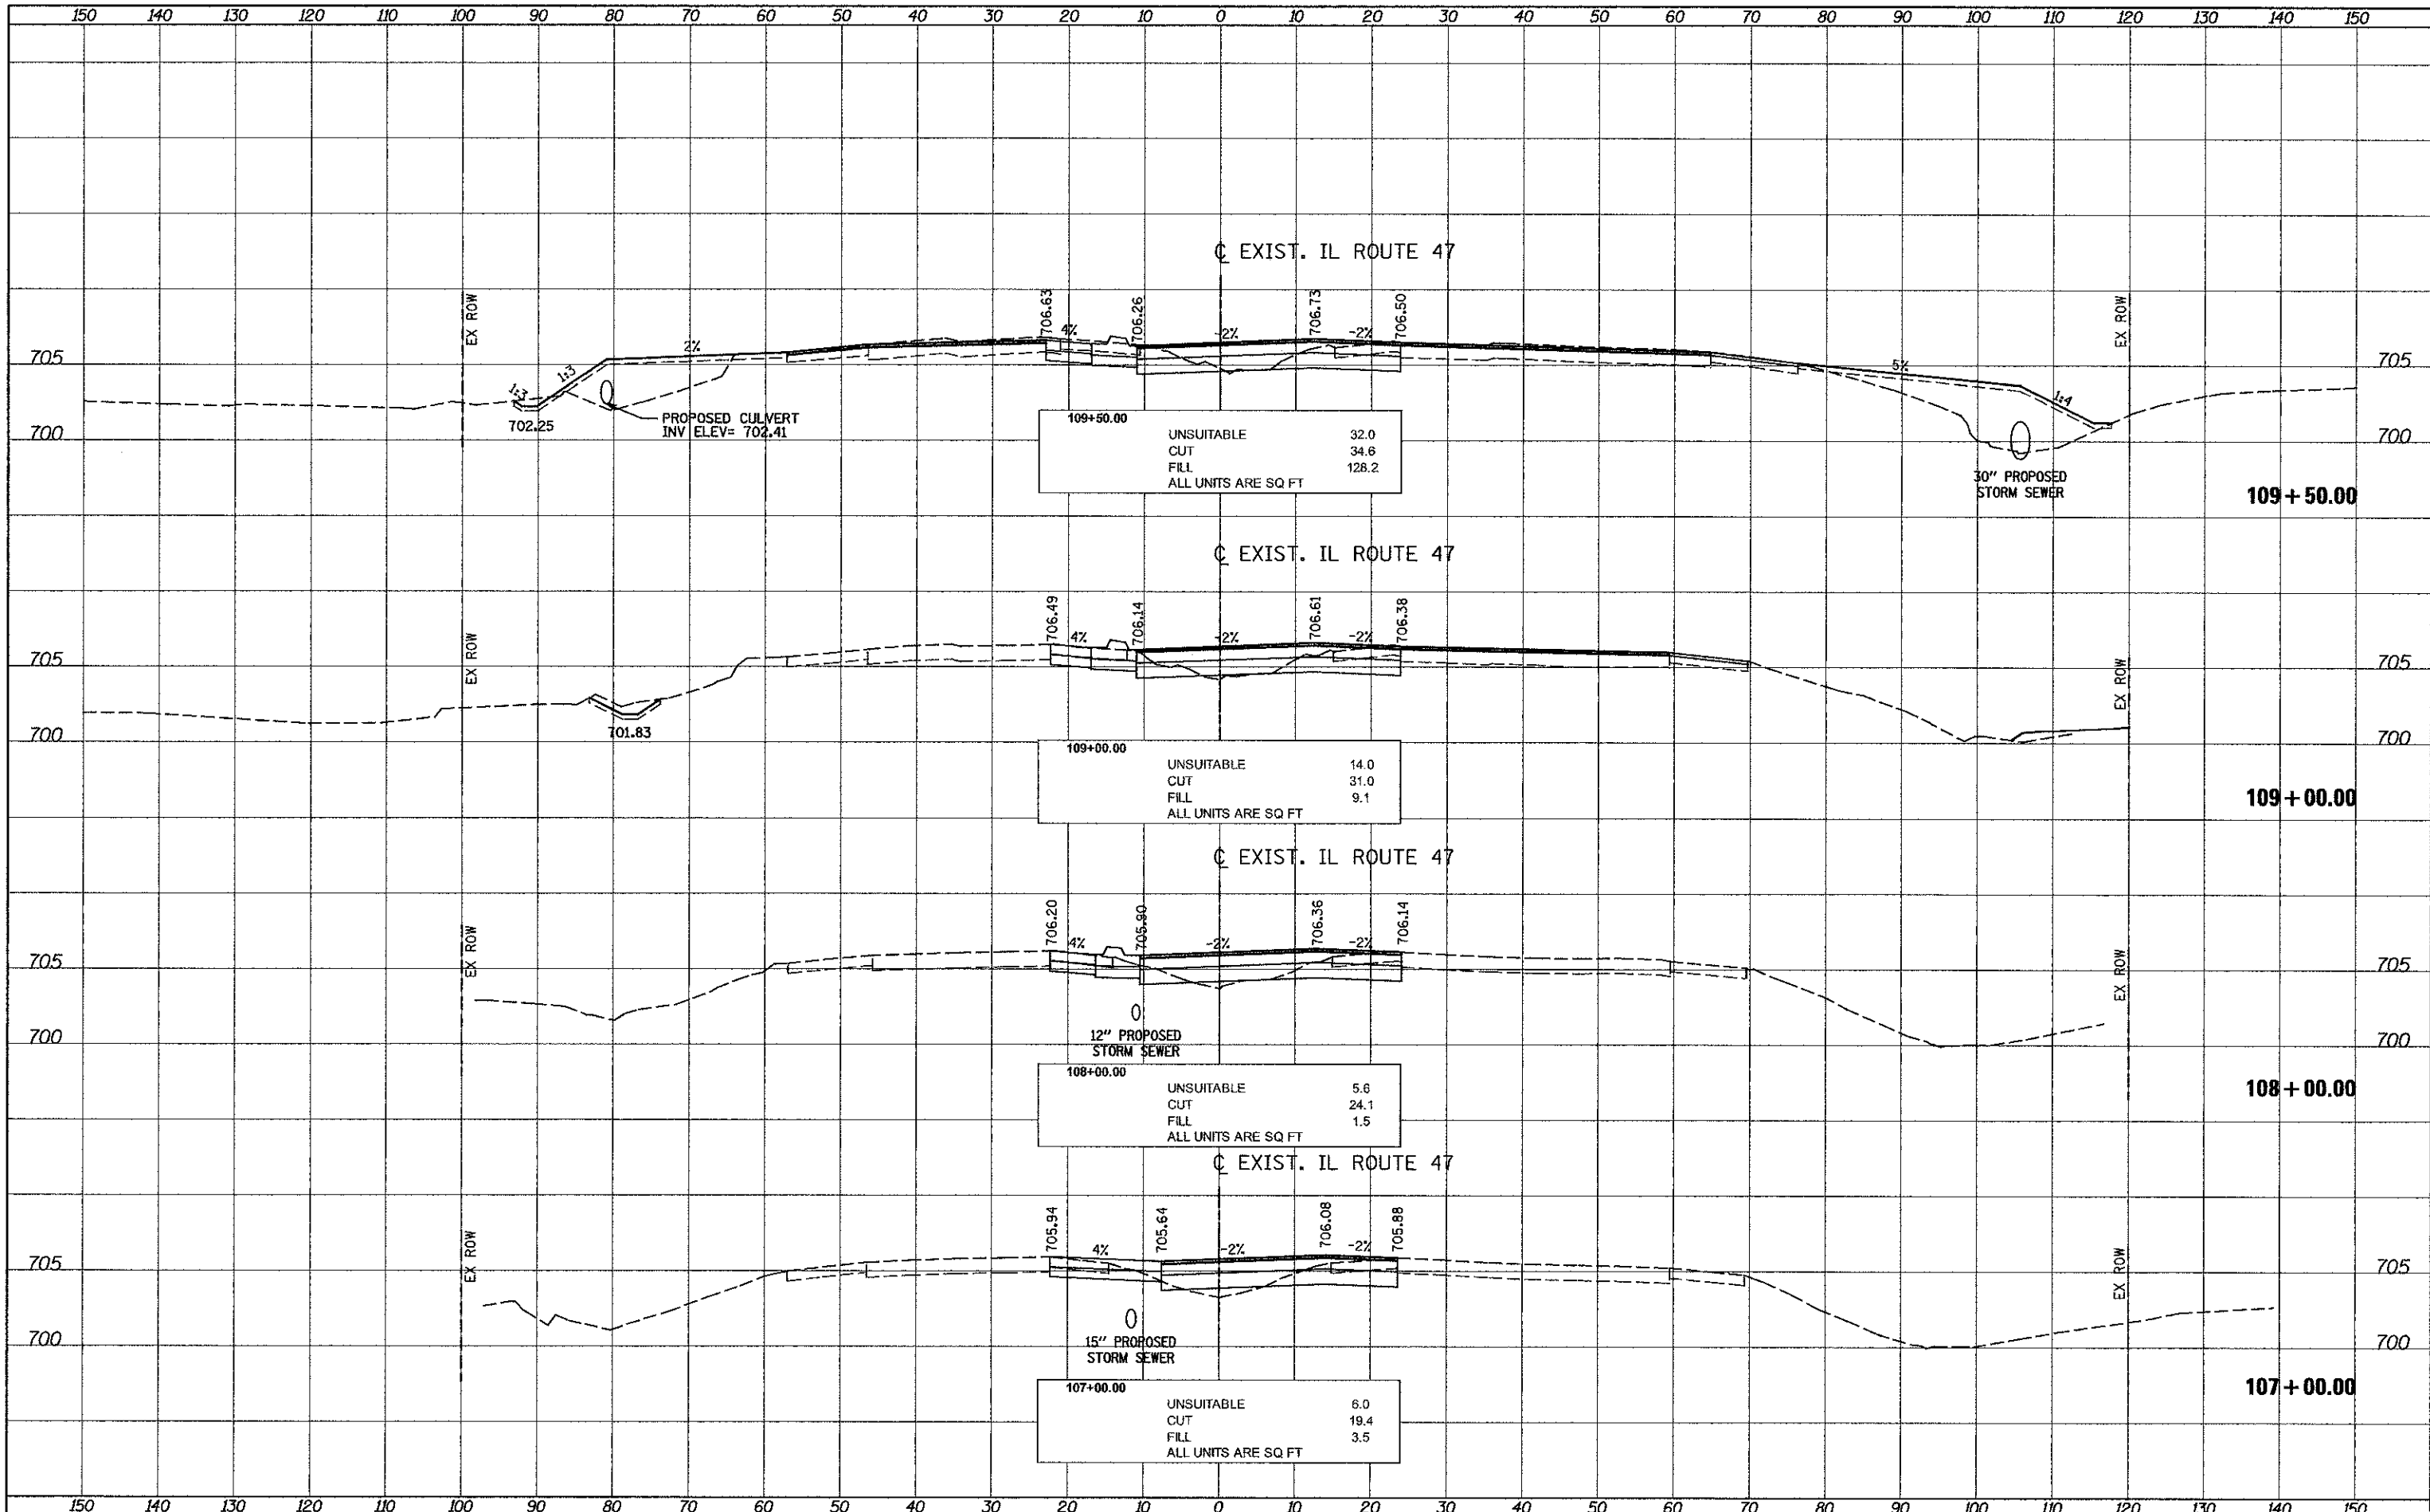 150 140 130 120 110 100 90 80 70 60 50 40 30 20 10 0 10 20 30 40 50 60 70 80 90 100 110 120 130 140 150
℄ EXIST. IL ROUTE 47
EX ROW
706.63
706.26
706.73
706.50
EX ROW
4%
-2%
-2%
2%
5%
1:3
1:3
1:4
705
705
PROPOSED CULVERT
INV ELEV= 702.41
702.25
700
700
30" PROPOSED
STORM SEWER
109+50.00
UNSUITABLE 32.0
CUT 34.6
FILL 128.2
ALL UNITS ARE SQ FT
109+50.00
℄ EXIST. IL ROUTE 47
EX ROW
706.49
706.14
706.61
706.38
EX ROW
4%
-2%
-2%
705
705
701.83
700
700
109+00.00
UNSUITABLE 14.0
CUT 31.0
FILL 9.1
ALL UNITS ARE SQ FT
109+00.00
℄ EXIST. IL ROUTE 47
EX ROW
706.20
705.90
706.36
706.14
EX ROW
4%
-2%
-2%
705
705
12" PROPOSED
STORM SEWER
700
700
108+00.00
UNSUITABLE 5.6
CUT 24.1
FILL 1.5
ALL UNITS ARE SQ FT
108+00.00
℄ EXIST. IL ROUTE 47
EX ROW
705.94
705.64
706.08
705.88
EX ROW
4%
-2%
-2%
705
705
15" PROPOSED
STORM SEWER
700
700
107+00.00
UNSUITABLE 6.0
CUT 19.4
FILL 3.5
ALL UNITS ARE SQ FT
107+00.00
150 140 130 120 110 100 90 80 70 60 50 40 30 20 10 0 10 20 30 40 50 60 70 80 90 100 110 120 130 140 150